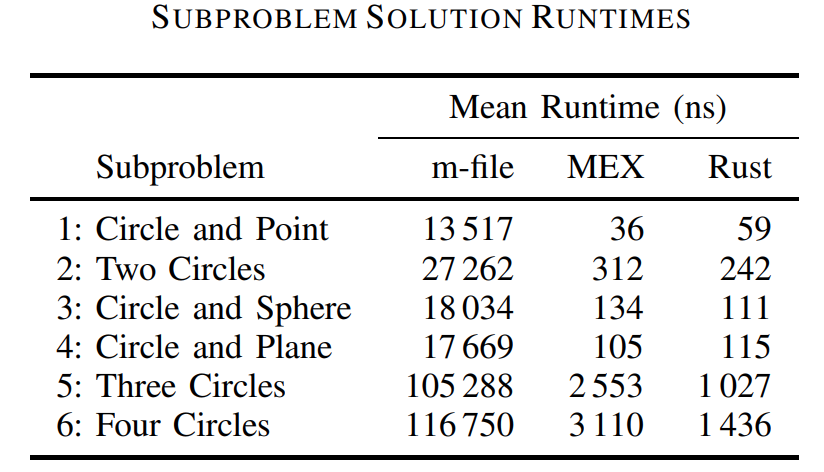 SUBPROBLEM SOLUTION RUNTIMES
Mean Runtime (ns)
Subproblem m-file MEX Rust
1: Circle and Point 13 517 36 59
2: Two Circles 27 262 312 242
3: Circle and Sphere 18 034 134 111
4: Circle and Plane 17 669 105 115
5: Three Circles 105 288 2 553 1 027
6: Four Circles 116 750 3 110 1 436